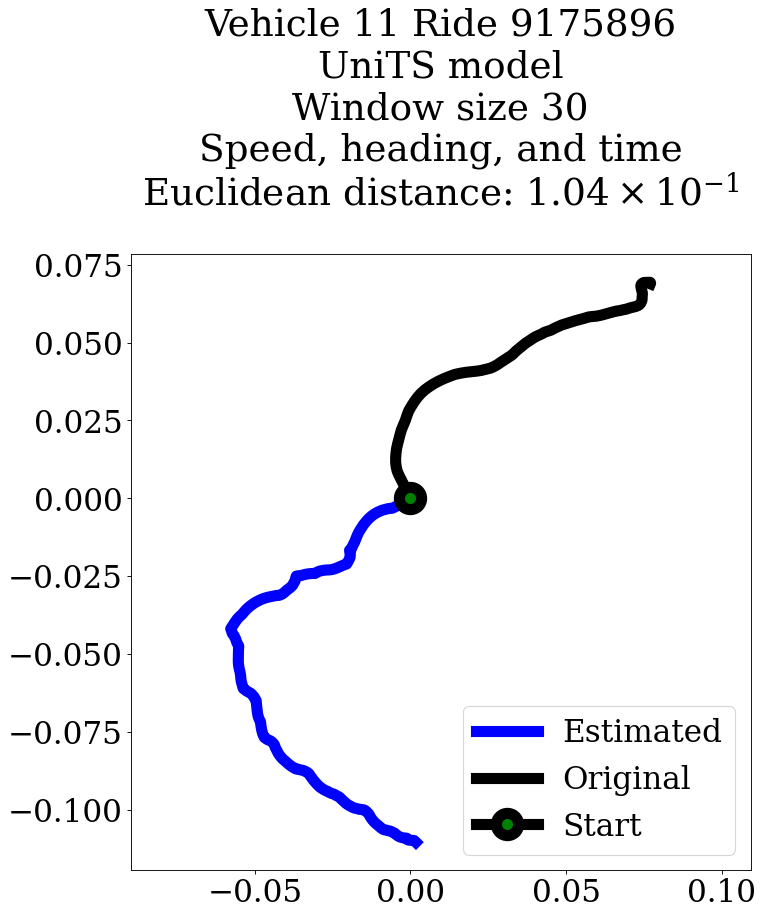 Vehicle 11 Ride 9175896
UniTS model
Window size 30
Speed, heading, and time
Euclidean distance: 1.04 × 10⁻¹
0.075
0.050
0.025
0.000
−0.025
−0.050
−0.075
−0.100
Estimated
Original
Start
−0.05
0.00
0.05
0.10